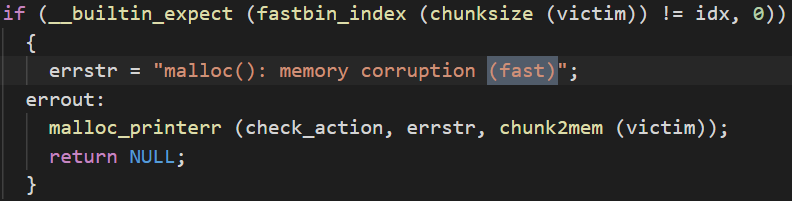 if (__builtin_expect (fastbin_index (chunksize (victim)) != idx, 0))
{
errstr = "malloc(): memory corruption (fast)";
errout:
malloc_printerr (check_action, errstr, chunk2mem (victim));
return NULL;
}